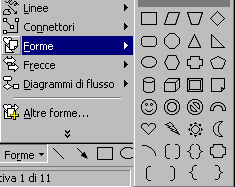 Linee
Connettori
Forme
Frecce
Diagrammi di flusso
Altre forme...
Forme
tiva 1 di 11